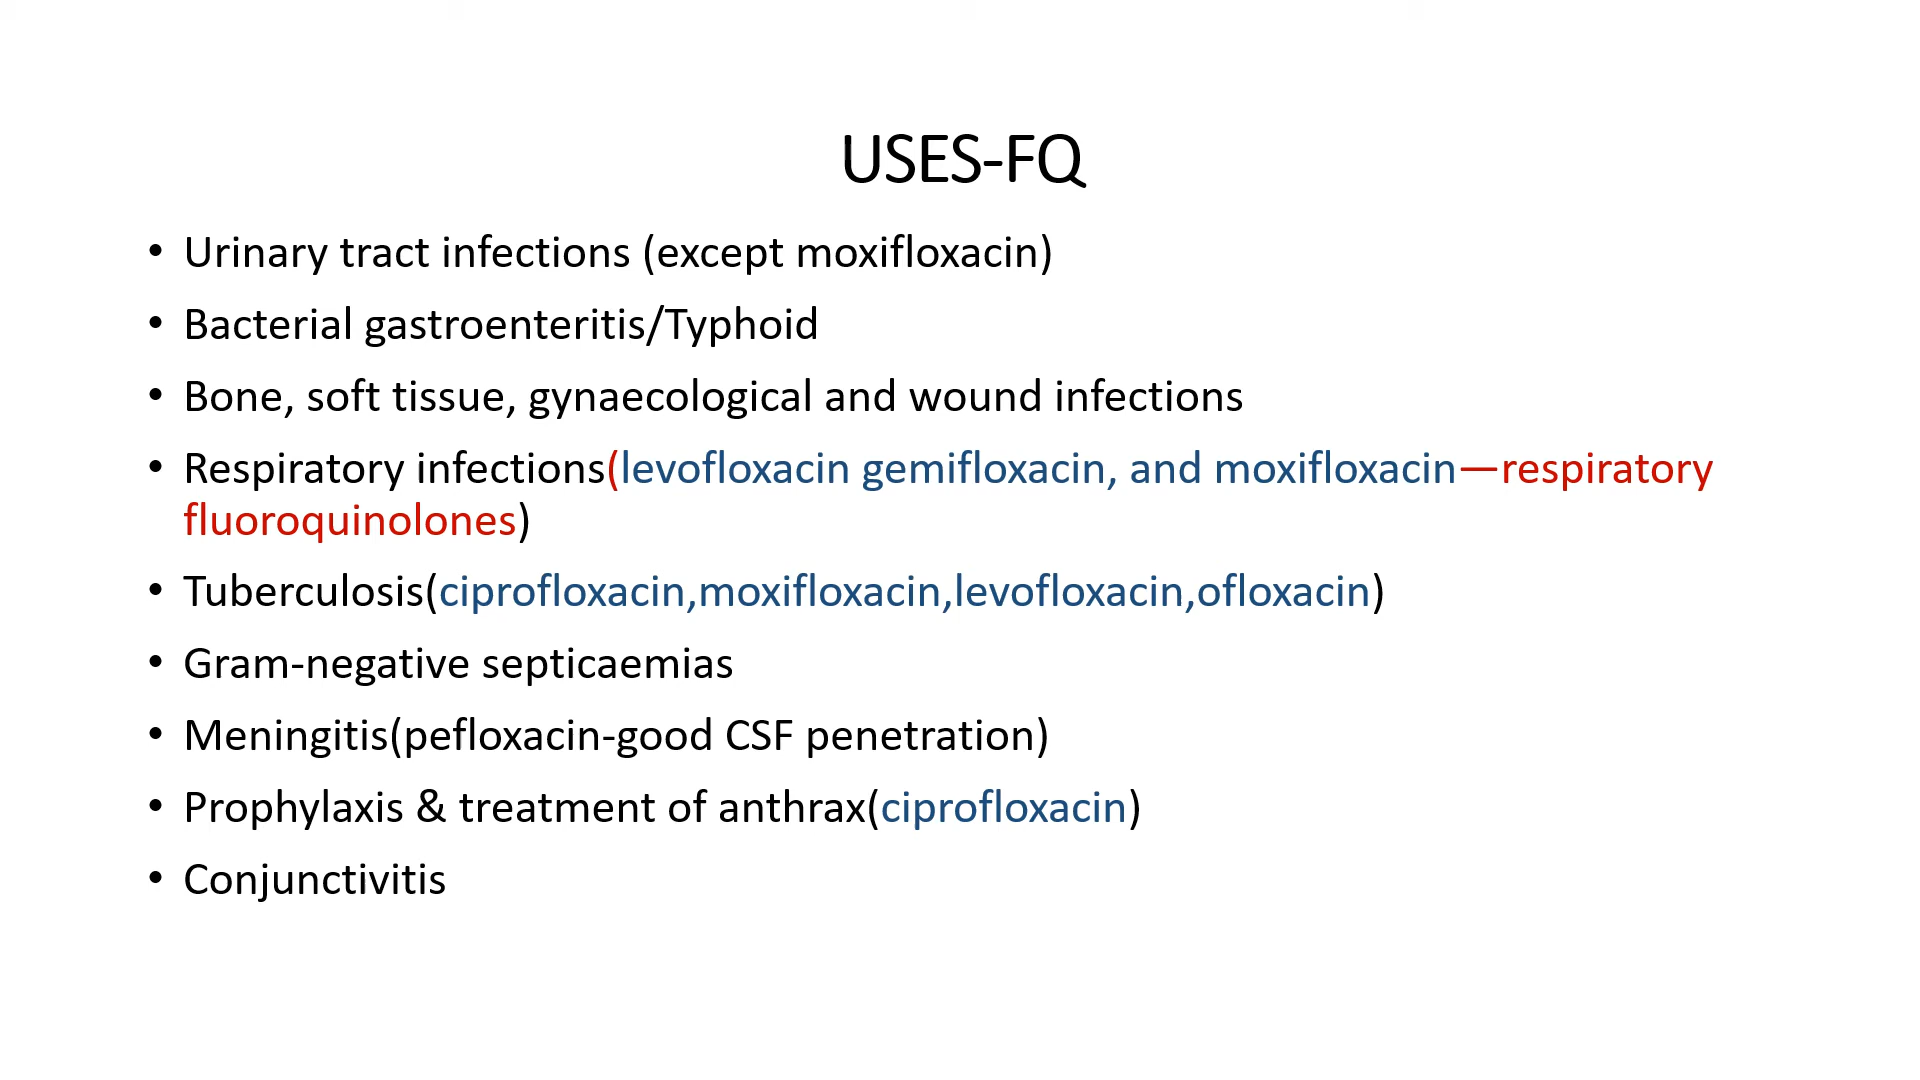 USES-FQ
• Urinary tract infections (except moxifloxacin)
• Bacterial gastroenteritis/Typhoid
• Bone, soft tissue, gynaecological and wound infections
• Respiratory infections(levofloxacin gemifloxacin, and moxifloxacin—respiratory
fluoroquinolones)
• Tuberculosis(ciprofloxacin,moxifloxacin,levofloxacin,ofloxacin)
• Gram-negative septicaemias
• Meningitis(pefloxacin-good CSF penetration)
• Prophylaxis & treatment of anthrax(ciprofloxacin)
• Conjunctivitis